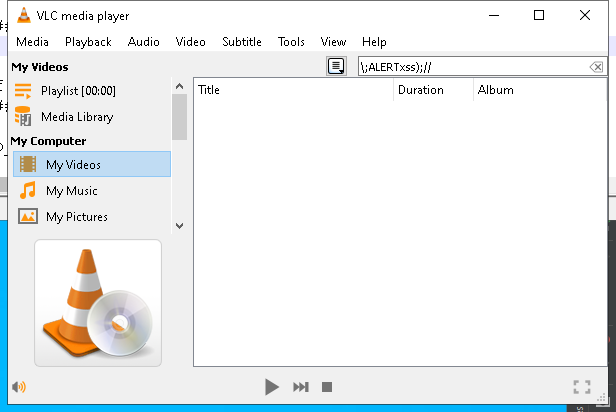 VLC media player
Media Playback Audio Video Subtitle Tools View Help
My Videos
\;ALERTxss);//
Playlist [00:00]
Media Library
My Computer
My Videos
My Music
My Pictures
Title Duration Album